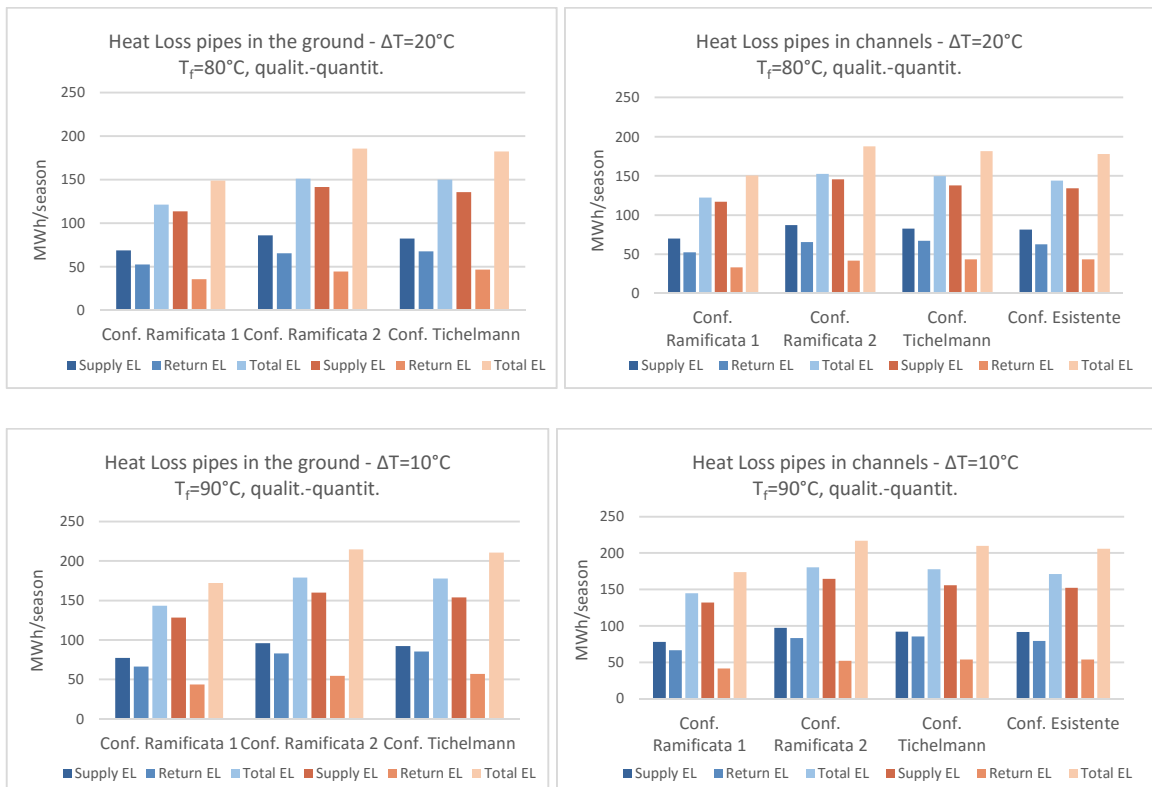 Heat Loss pipes in the ground - ΔT=20°C
T_f=80°C, qualit.-quantit.
MWh/season
250
200
150
100
50
0
Conf. Ramificata 1 Conf. Ramificata 2 Conf. Tichelmann
Supply EL Return EL Total EL Supply EL Return EL Total EL
Heat Loss pipes in channels - ΔT=20°C
T_f=80°C, qualit.-quantit.
MWh/season
250
200
150
100
50
0
Conf. Conf. Conf. Conf. Esistente
Ramificata 1 Ramificata 2 Tichelmann
Supply EL Return EL Total EL Supply EL Return EL Total EL
Heat Loss pipes in the ground - ΔT=10°C
T_f=90°C, qualit.-quantit.
MWh/season
250
200
150
100
50
0
Conf. Ramificata 1 Conf. Ramificata 2 Conf. Tichelmann
Supply EL Return EL Total EL Supply EL Return EL Total EL
Heat Loss pipes in channels - ΔT=10°C
T_f=90°C, qualit.-quantit.
MWh/season
250
200
150
100
50
0
Conf. Conf. Conf. Conf. Esistente
Ramificata 1 Ramificata 2 Tichelmann
Supply EL Return EL Total EL Supply EL Return EL Total EL